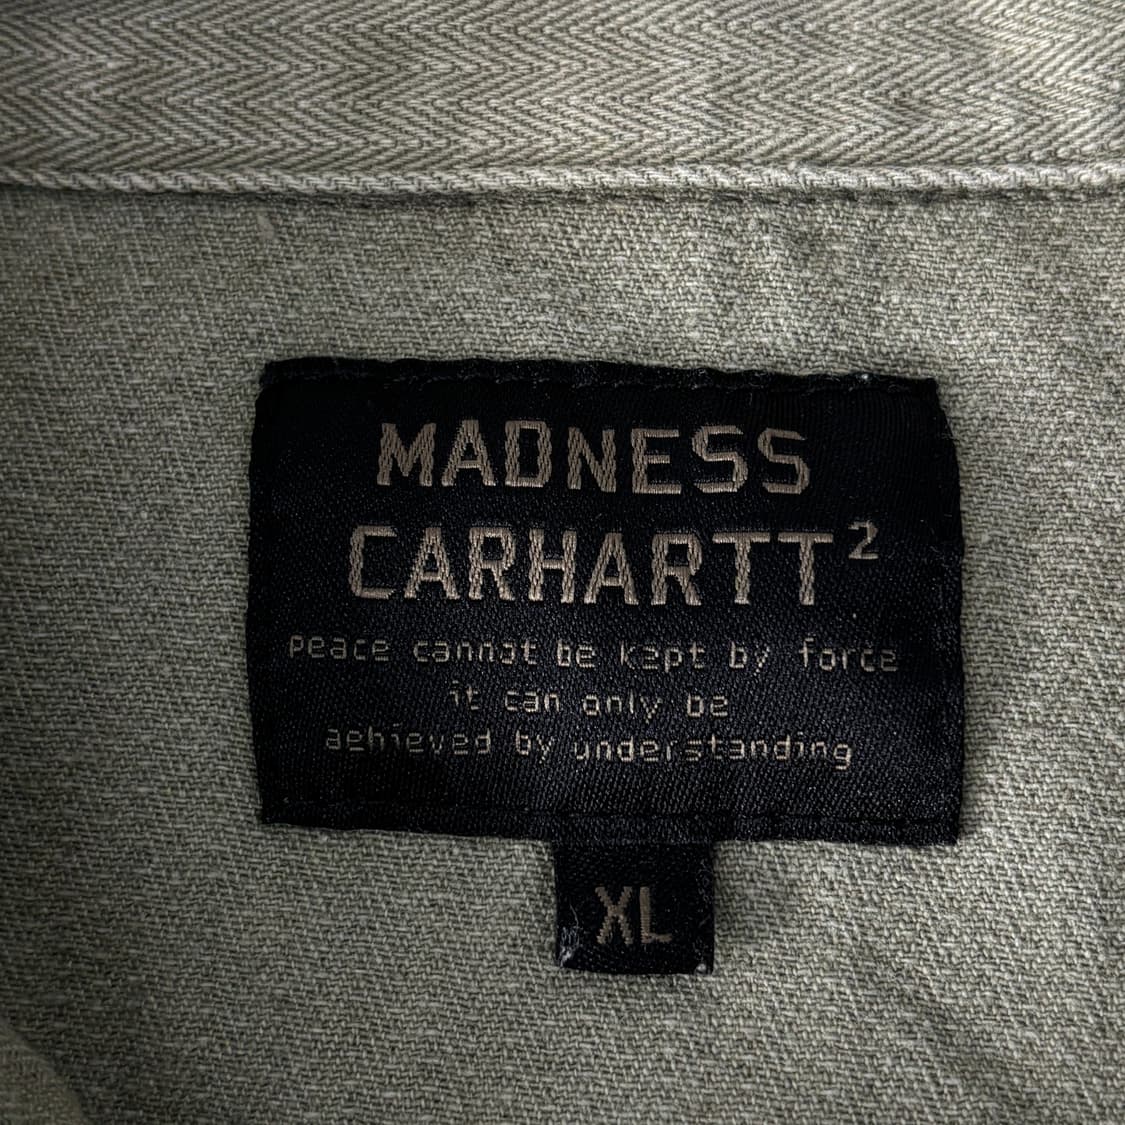 MADNESS
CARHARTT²
peace cannot be kept by force
it can only be
achieved by understanding
XL